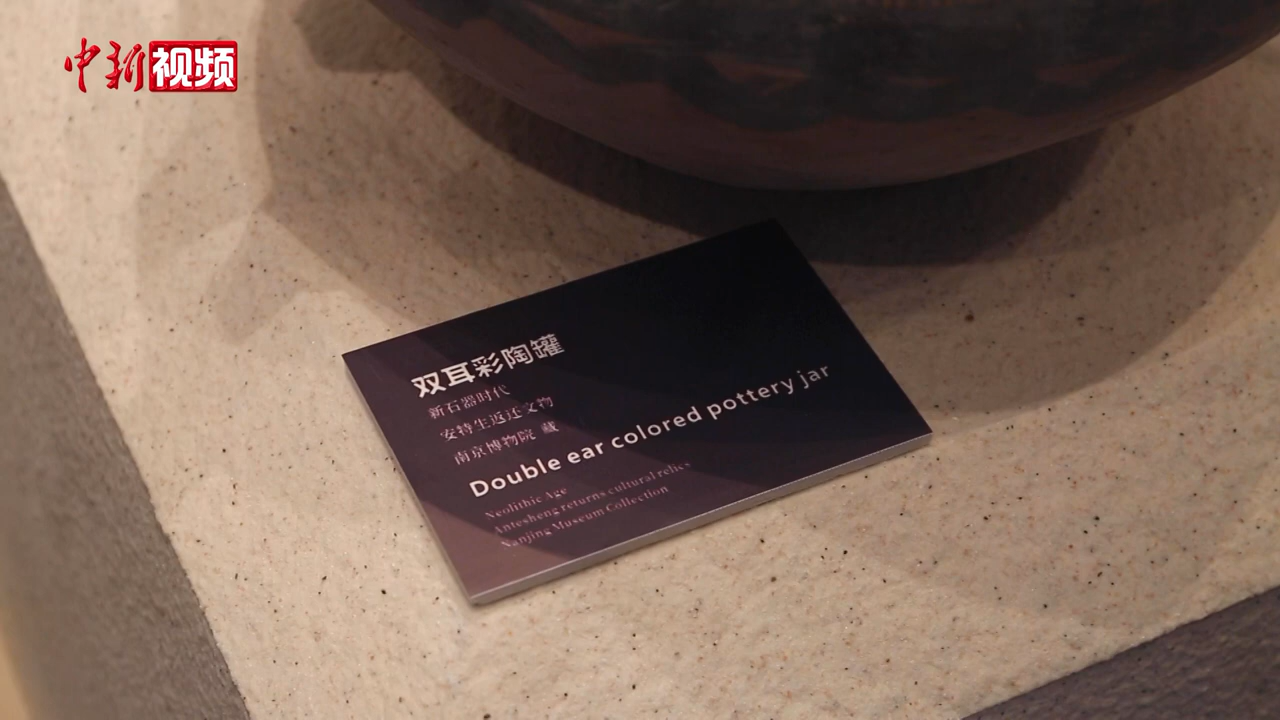 中新视频
双耳彩陶罐
新石器时代
安特生返迁文物
南京博物院 藏
Double ear colored pottery jar
Neolithic Age
Antesheng returns cultural relics
Nanjing Museum Collection